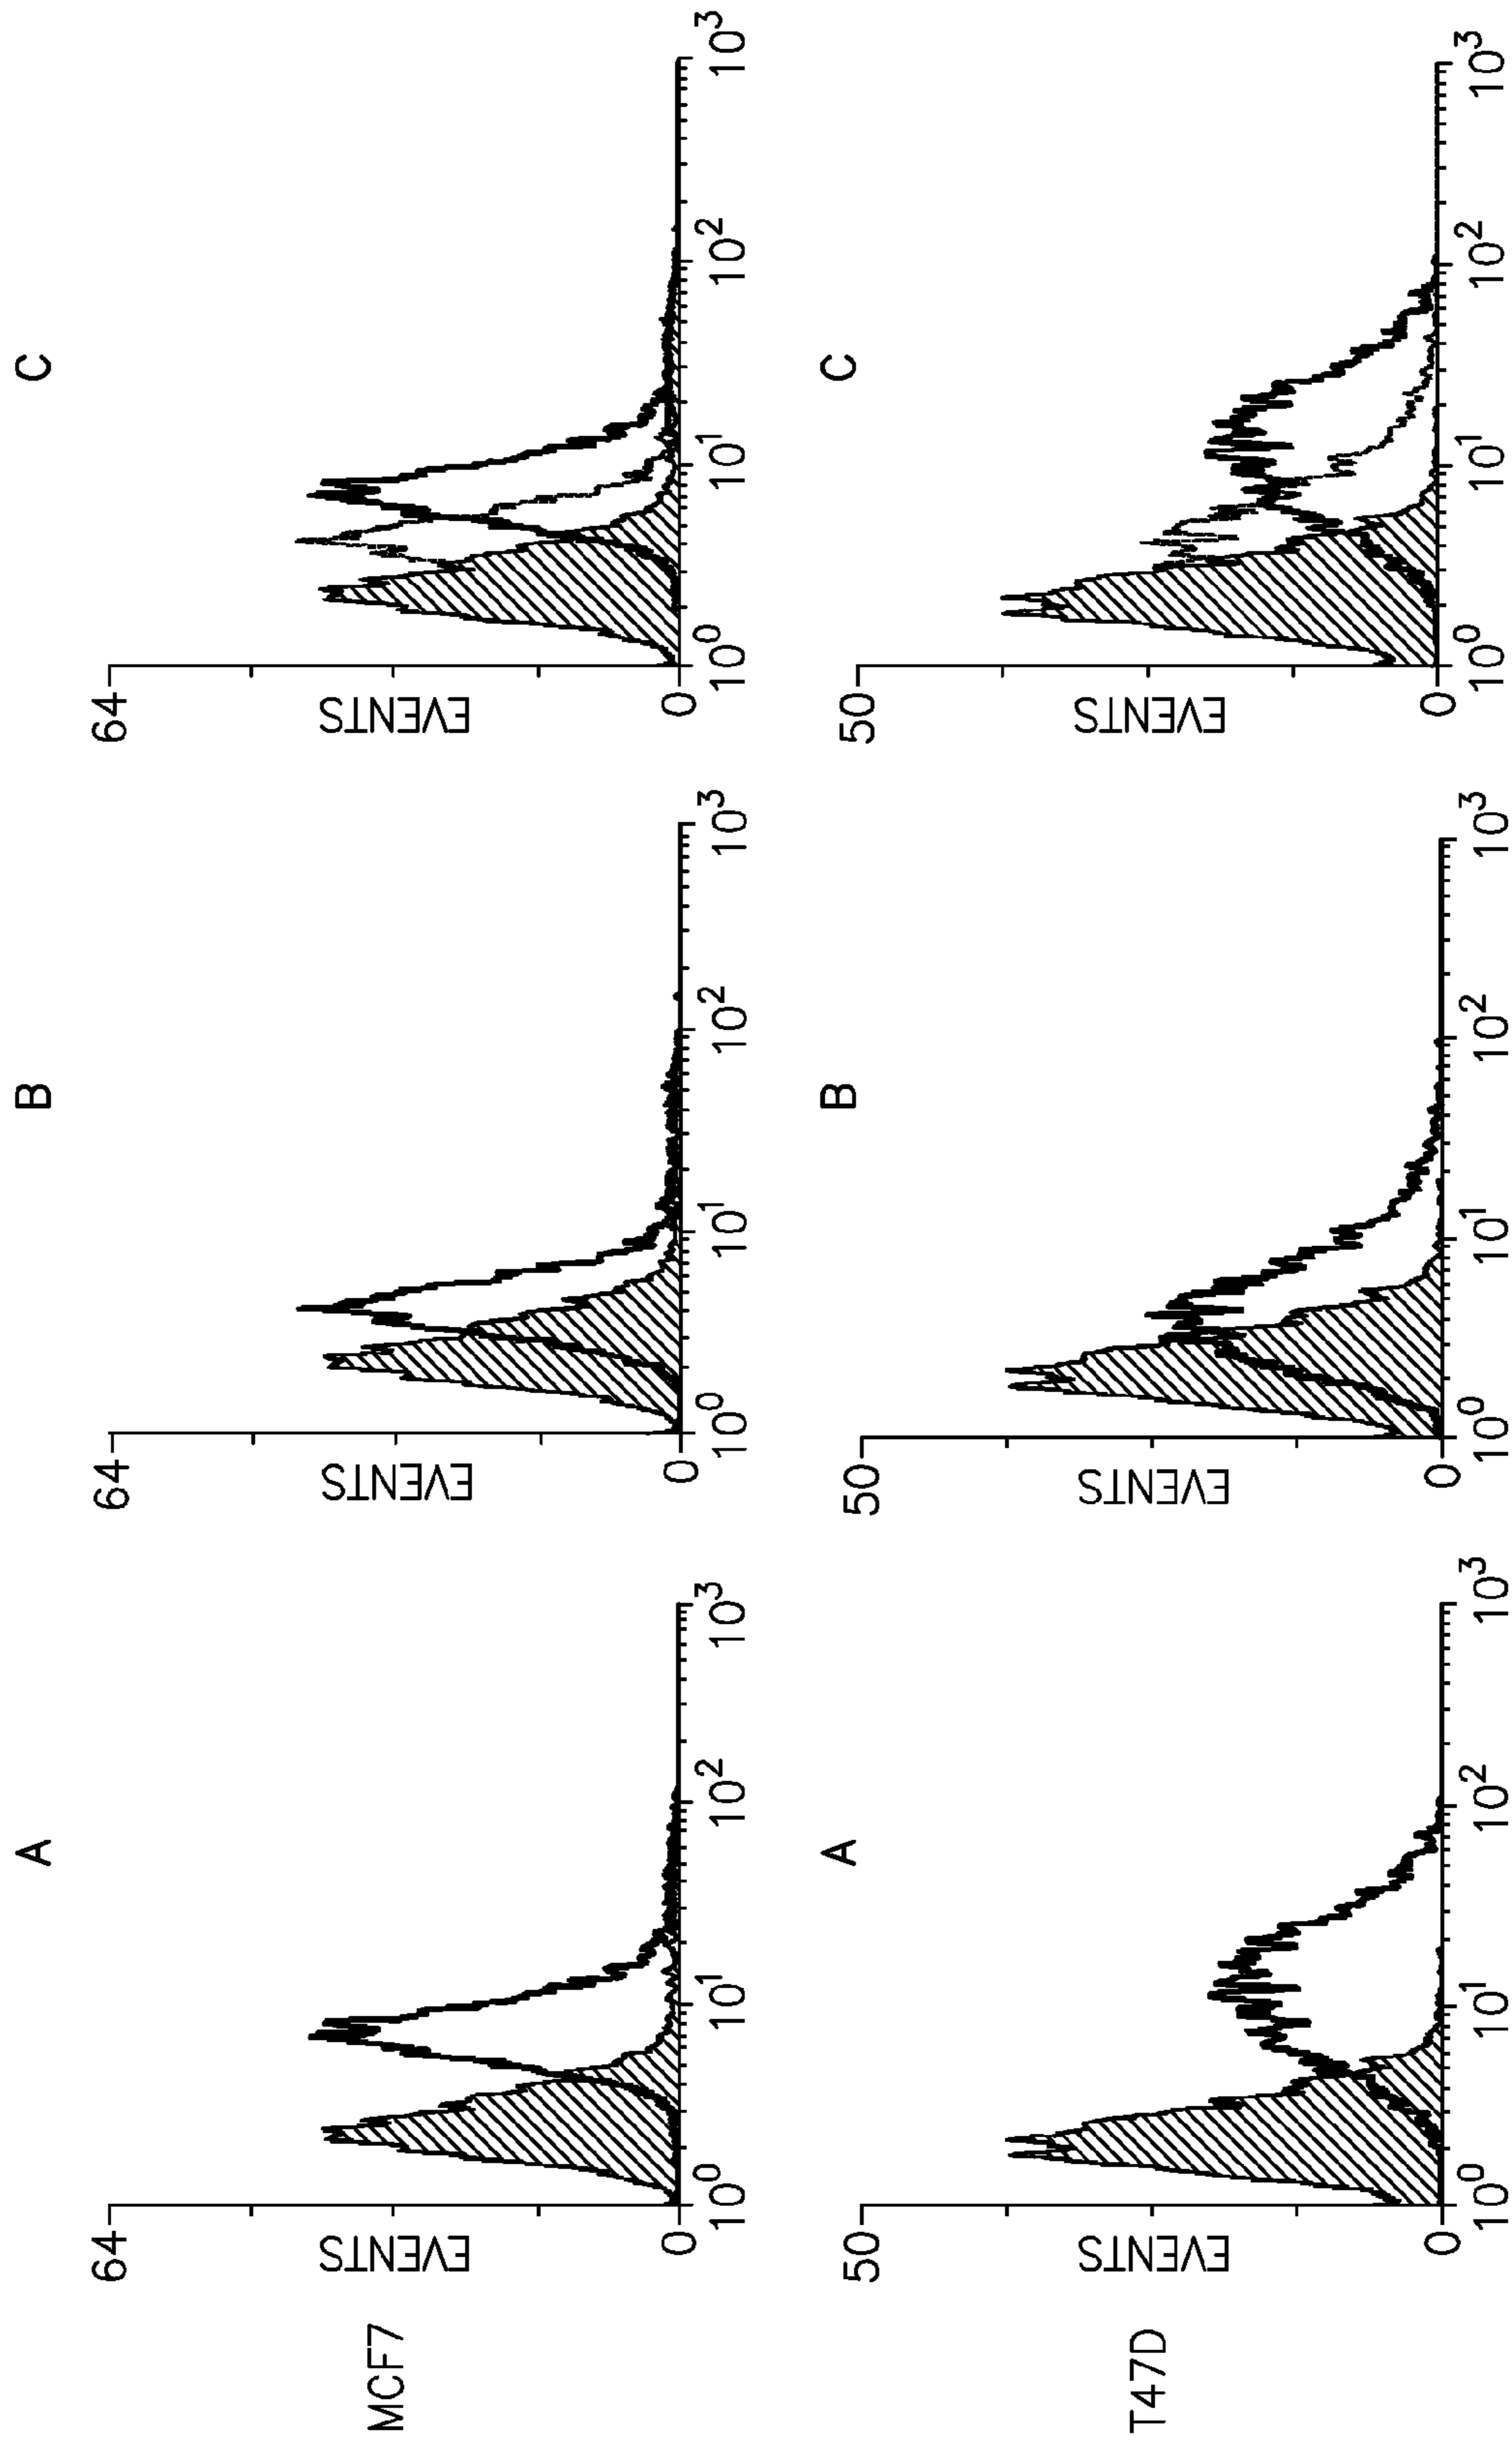 A B C
MCF7
64 64 64
EVENTS EVENTS EVENTS
0 0 0
10⁰ 10¹ 10² 10³ 10⁰ 10¹ 10² 10³ 10⁰ 10¹ 10² 10³
A B C
T47D
50 50 50
EVENTS EVENTS EVENTS
0 0 0
10⁰ 10¹ 10² 10³ 10⁰ 10¹ 10² 10³ 10⁰ 10¹ 10² 10³